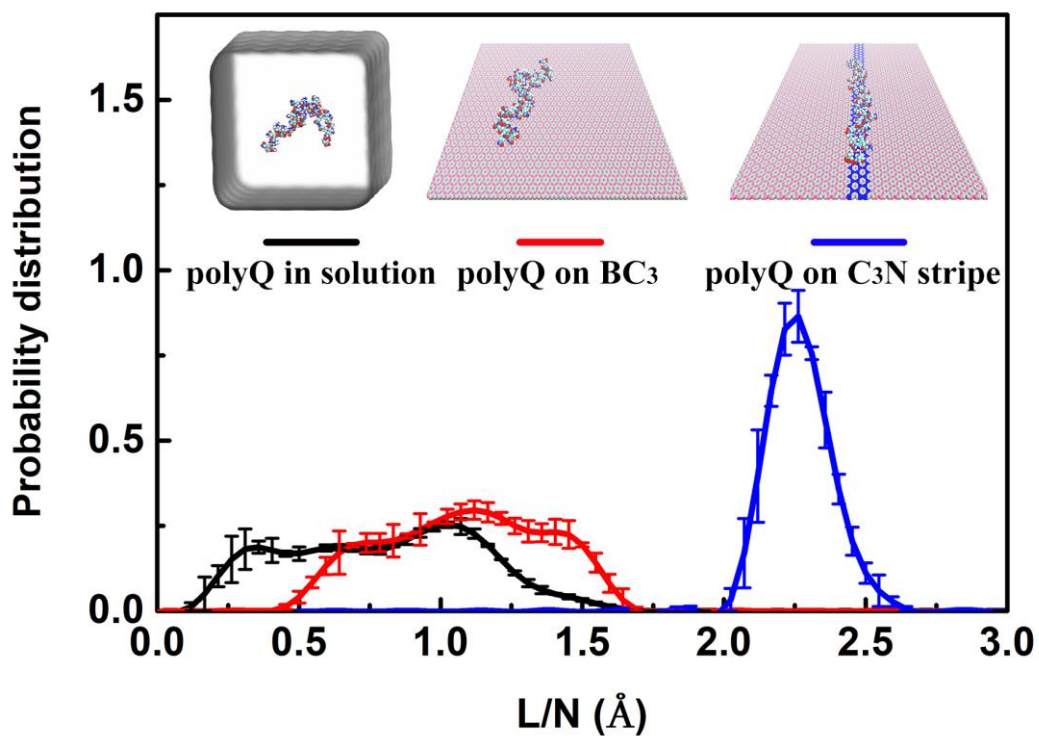 1.5
1.0
0.5
0.0
Probability distribution
polyQ in solution
polyQ on BC₃
polyQ on C₃N stripe
0.0 0.5 1.0 1.5 2.0 2.5 3.0
L/N (Å)